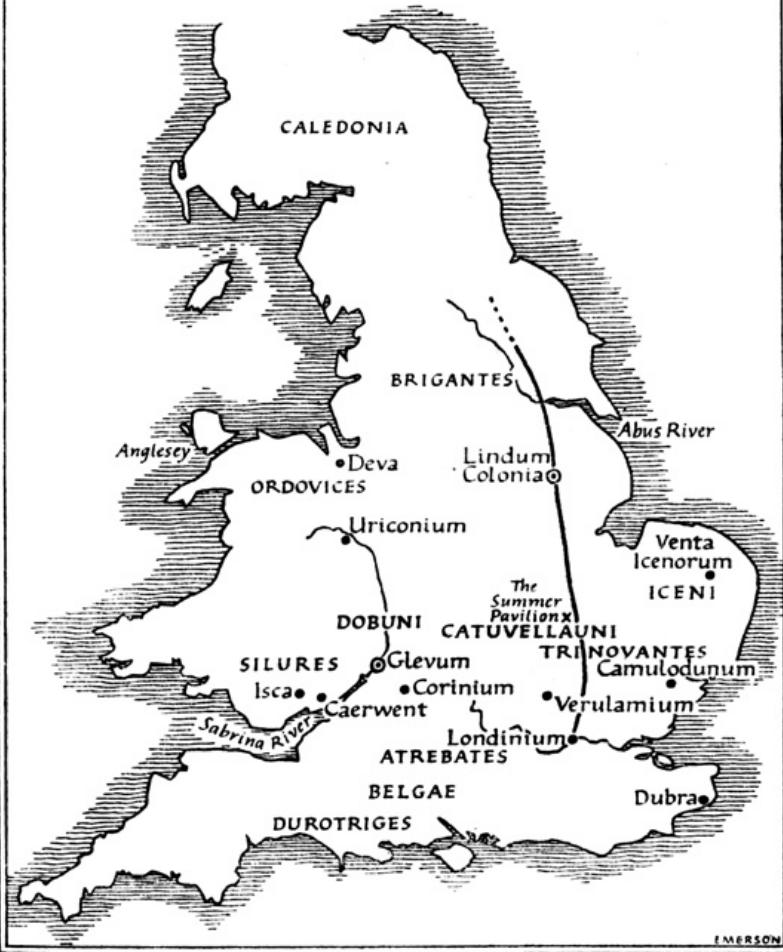 CALEDONIA
BRIGANTES
Abus River
Anglesey
Deva
Lindum
Colonia
ORDOVICES
Uriconium
Venta
Icenorum
ICENI
The
Summer
Pavilion x
DOBUNI
CATUVELLAUNI
TRINOVANTES
SILURES
Glevum
Camulodunum
Isca
Corinium
Caerwent
Verulamium
Sabrina River
Londinium
ATREBATES
BELGAE
Dubra
DUROTRIGES
EMERSON